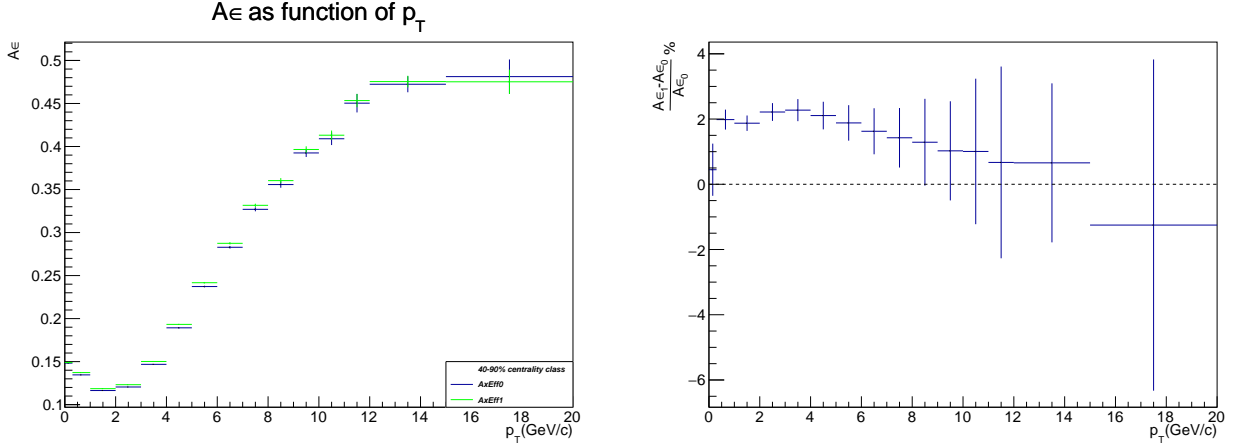 A∈ as function of p_T
A∈
0.5
0.45
0.4
0.35
0.3
0.25
0.2
0.15
0.1
40-90% centrality class
AxEff0
AxEff1
0 2 4 6 8 10 12 14 16 18 20
p_T(GeV/c)
A∈_1-A∈_0 %
A∈_0
4
2
0
−2
−4
−6
0 2 4 6 8 10 12 14 16 18 20
p_T(GeV/c)